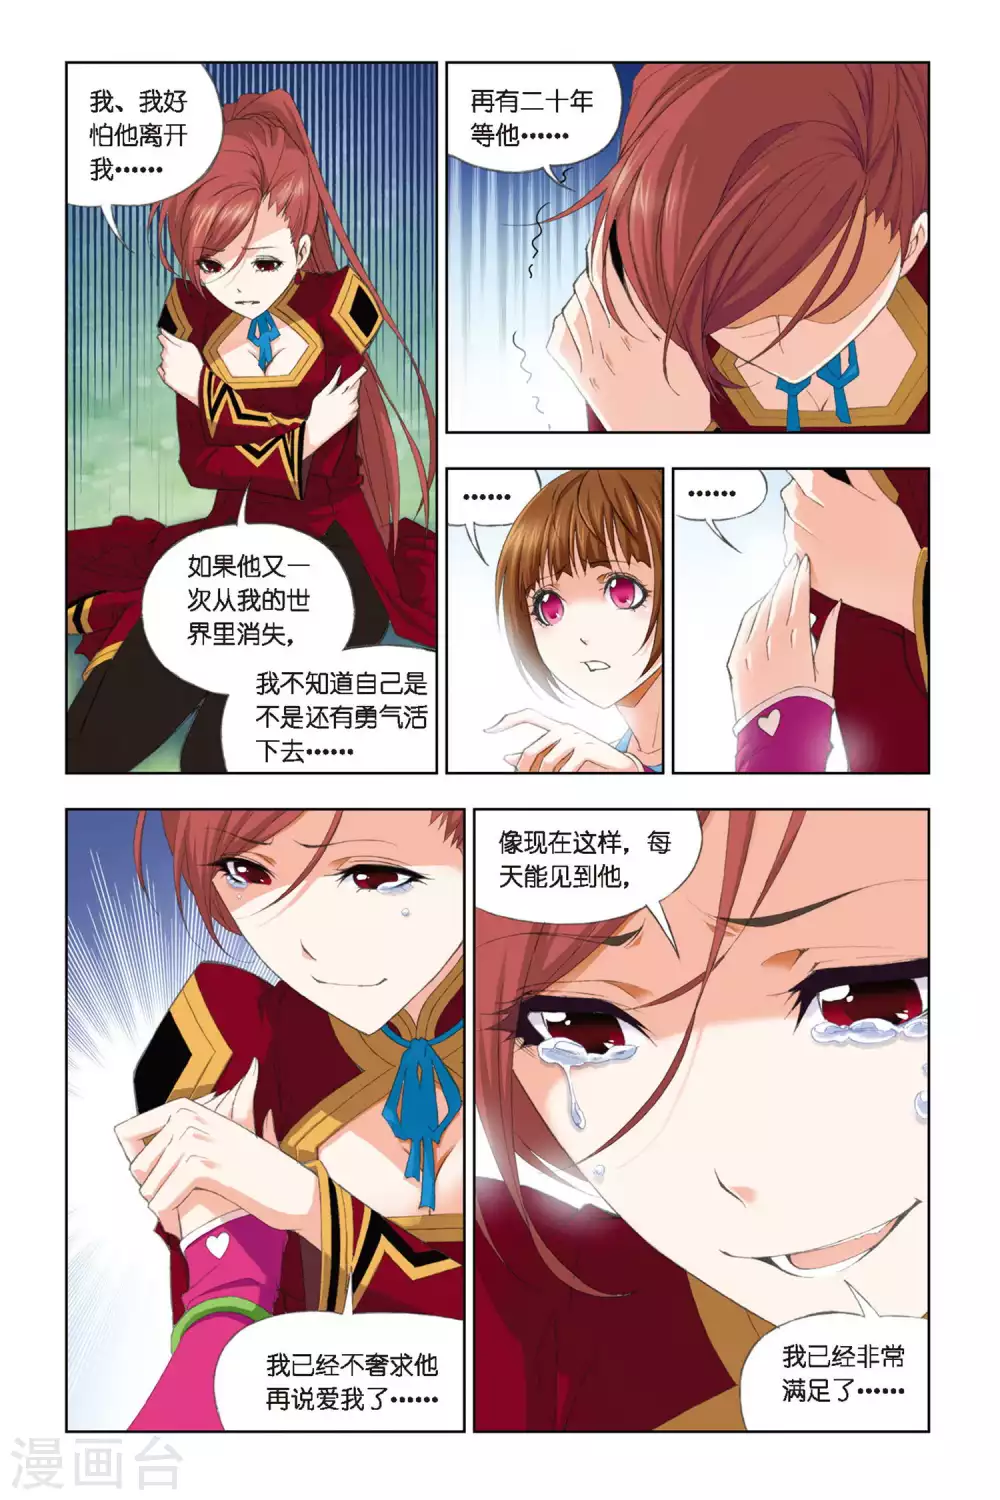 我、我好
怕他离开
我……
如果他又一
次从我的世
界里消失，
我不知道自己是
不是还有勇气活
下去……
再有二十年
等他……
……
……
我已经不奢求他
再说爱我了……
像现在这样，每
天能见到他，
我已经非常
满足了……
漫画台